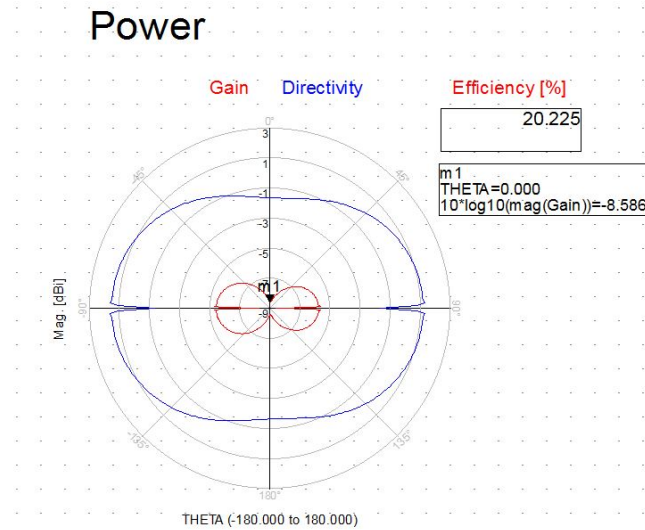 Power
Gain Directivity Efficiency [%]
20.225
m1
THETA=0.000
10*log10(mag(Gain))=-8.586
0°
3
1
-1
-3
-5
-7
-9
m1
-45°
45°
-90°
90°
-135°
135°
180°
Mag. [dBi]
THETA (-180.000 to 180.000)